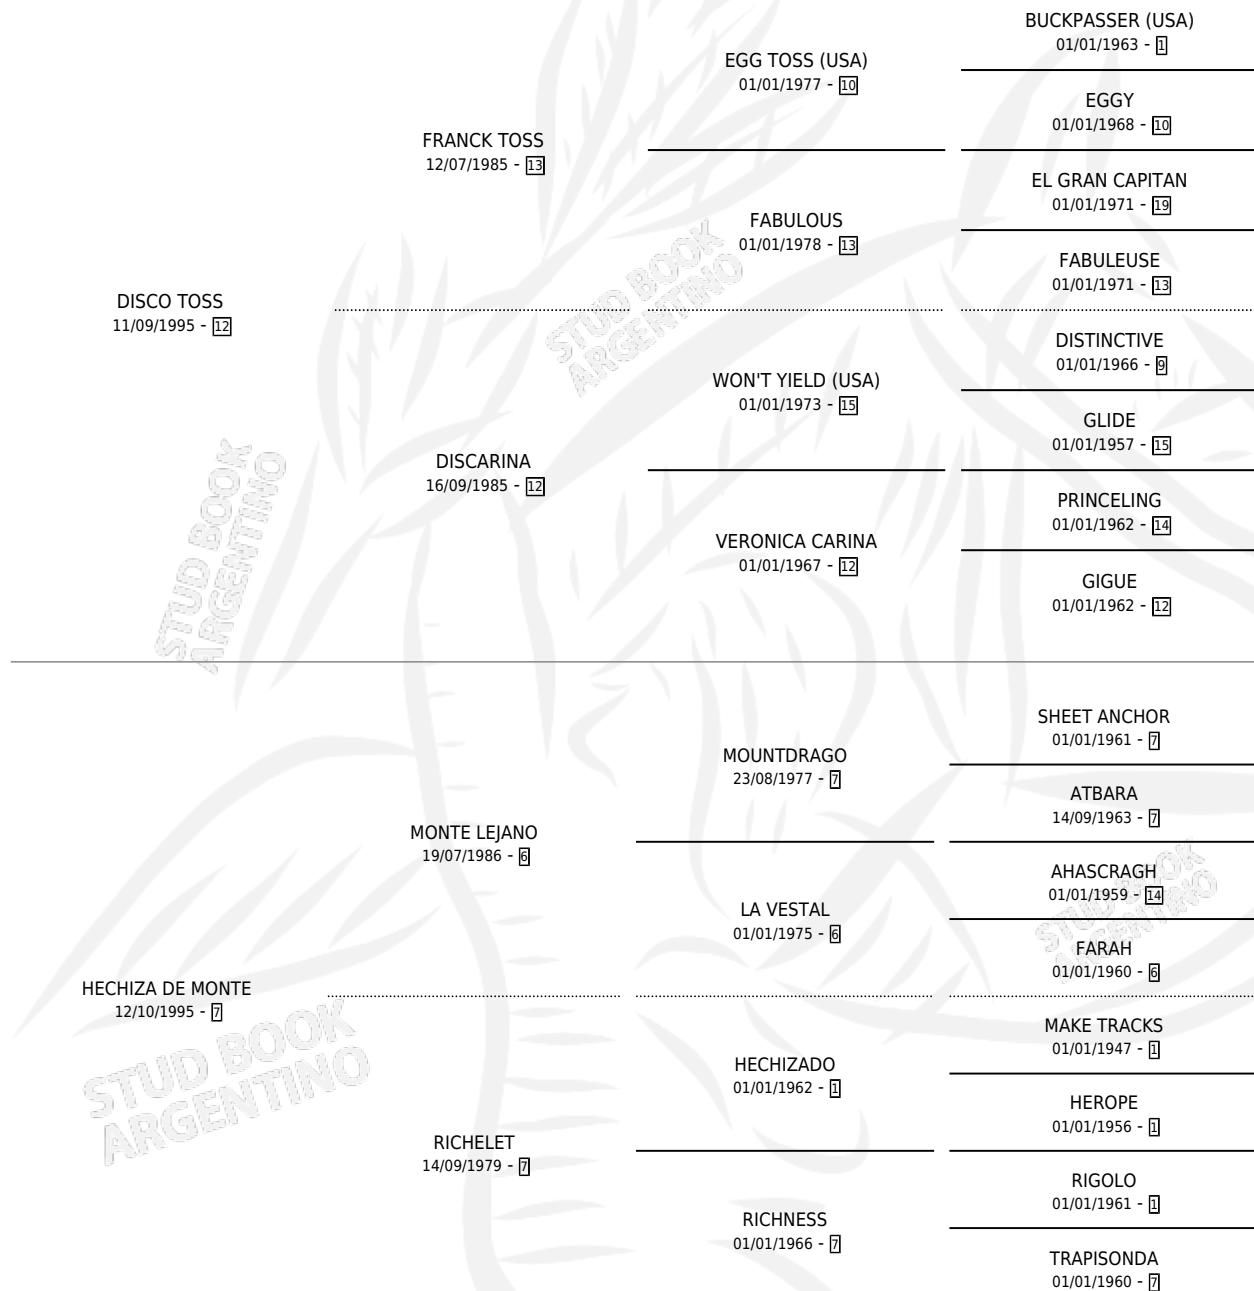 BUCKPASSER (USA)
01/01/1963 - 1
EGG TOSS (USA)
01/01/1977 - 10
EGGY
01/01/1968 - 10
FRANCK TOSS
12/07/1985 - 13
EL GRAN CAPITAN
01/01/1971 - 19
FABULOUS
01/01/1978 - 13
FABULEUSE
01/01/1971 - 13
DISCO TOSS
11/09/1995 - 12
DISTINCTIVE
01/01/1966 - 9
WON'T YIELD (USA)
01/01/1973 - 15
GLIDE
01/01/1957 - 15
DISCARINA
16/09/1985 - 12
PRINCELING
01/01/1962 - 14
VERONICA CARINA
01/01/1967 - 12
GIGUE
01/01/1962 - 12
SHEET ANCHOR
01/01/1961 - 7
MOUNTDRAGO
23/08/1977 - 7
ATBARA
14/09/1963 - 7
MONTE LEJANO
19/07/1986 - 6
AHASCRAGH
01/01/1959 - 14
LA VESTAL
01/01/1975 - 6
FARAH
01/01/1960 - 6
HECHIZA DE MONTE
12/10/1995 - 7
MAKE TRACKS
01/01/1947 - 1
HECHIZADO
01/01/1962 - 1
HEROPE
01/01/1956 - 1
RICHELET
14/09/1979 - 7
RIGOLO
01/01/1961 - 1
RICHNESS
01/01/1966 - 7
TRAPISONDA
01/01/1960 - 7
STUD BOOK
ARGENTINO
STUD BOOK
ARGENTINO
STUD BOOK
ARGENTINO
STUD BOOK
ARGENTINO